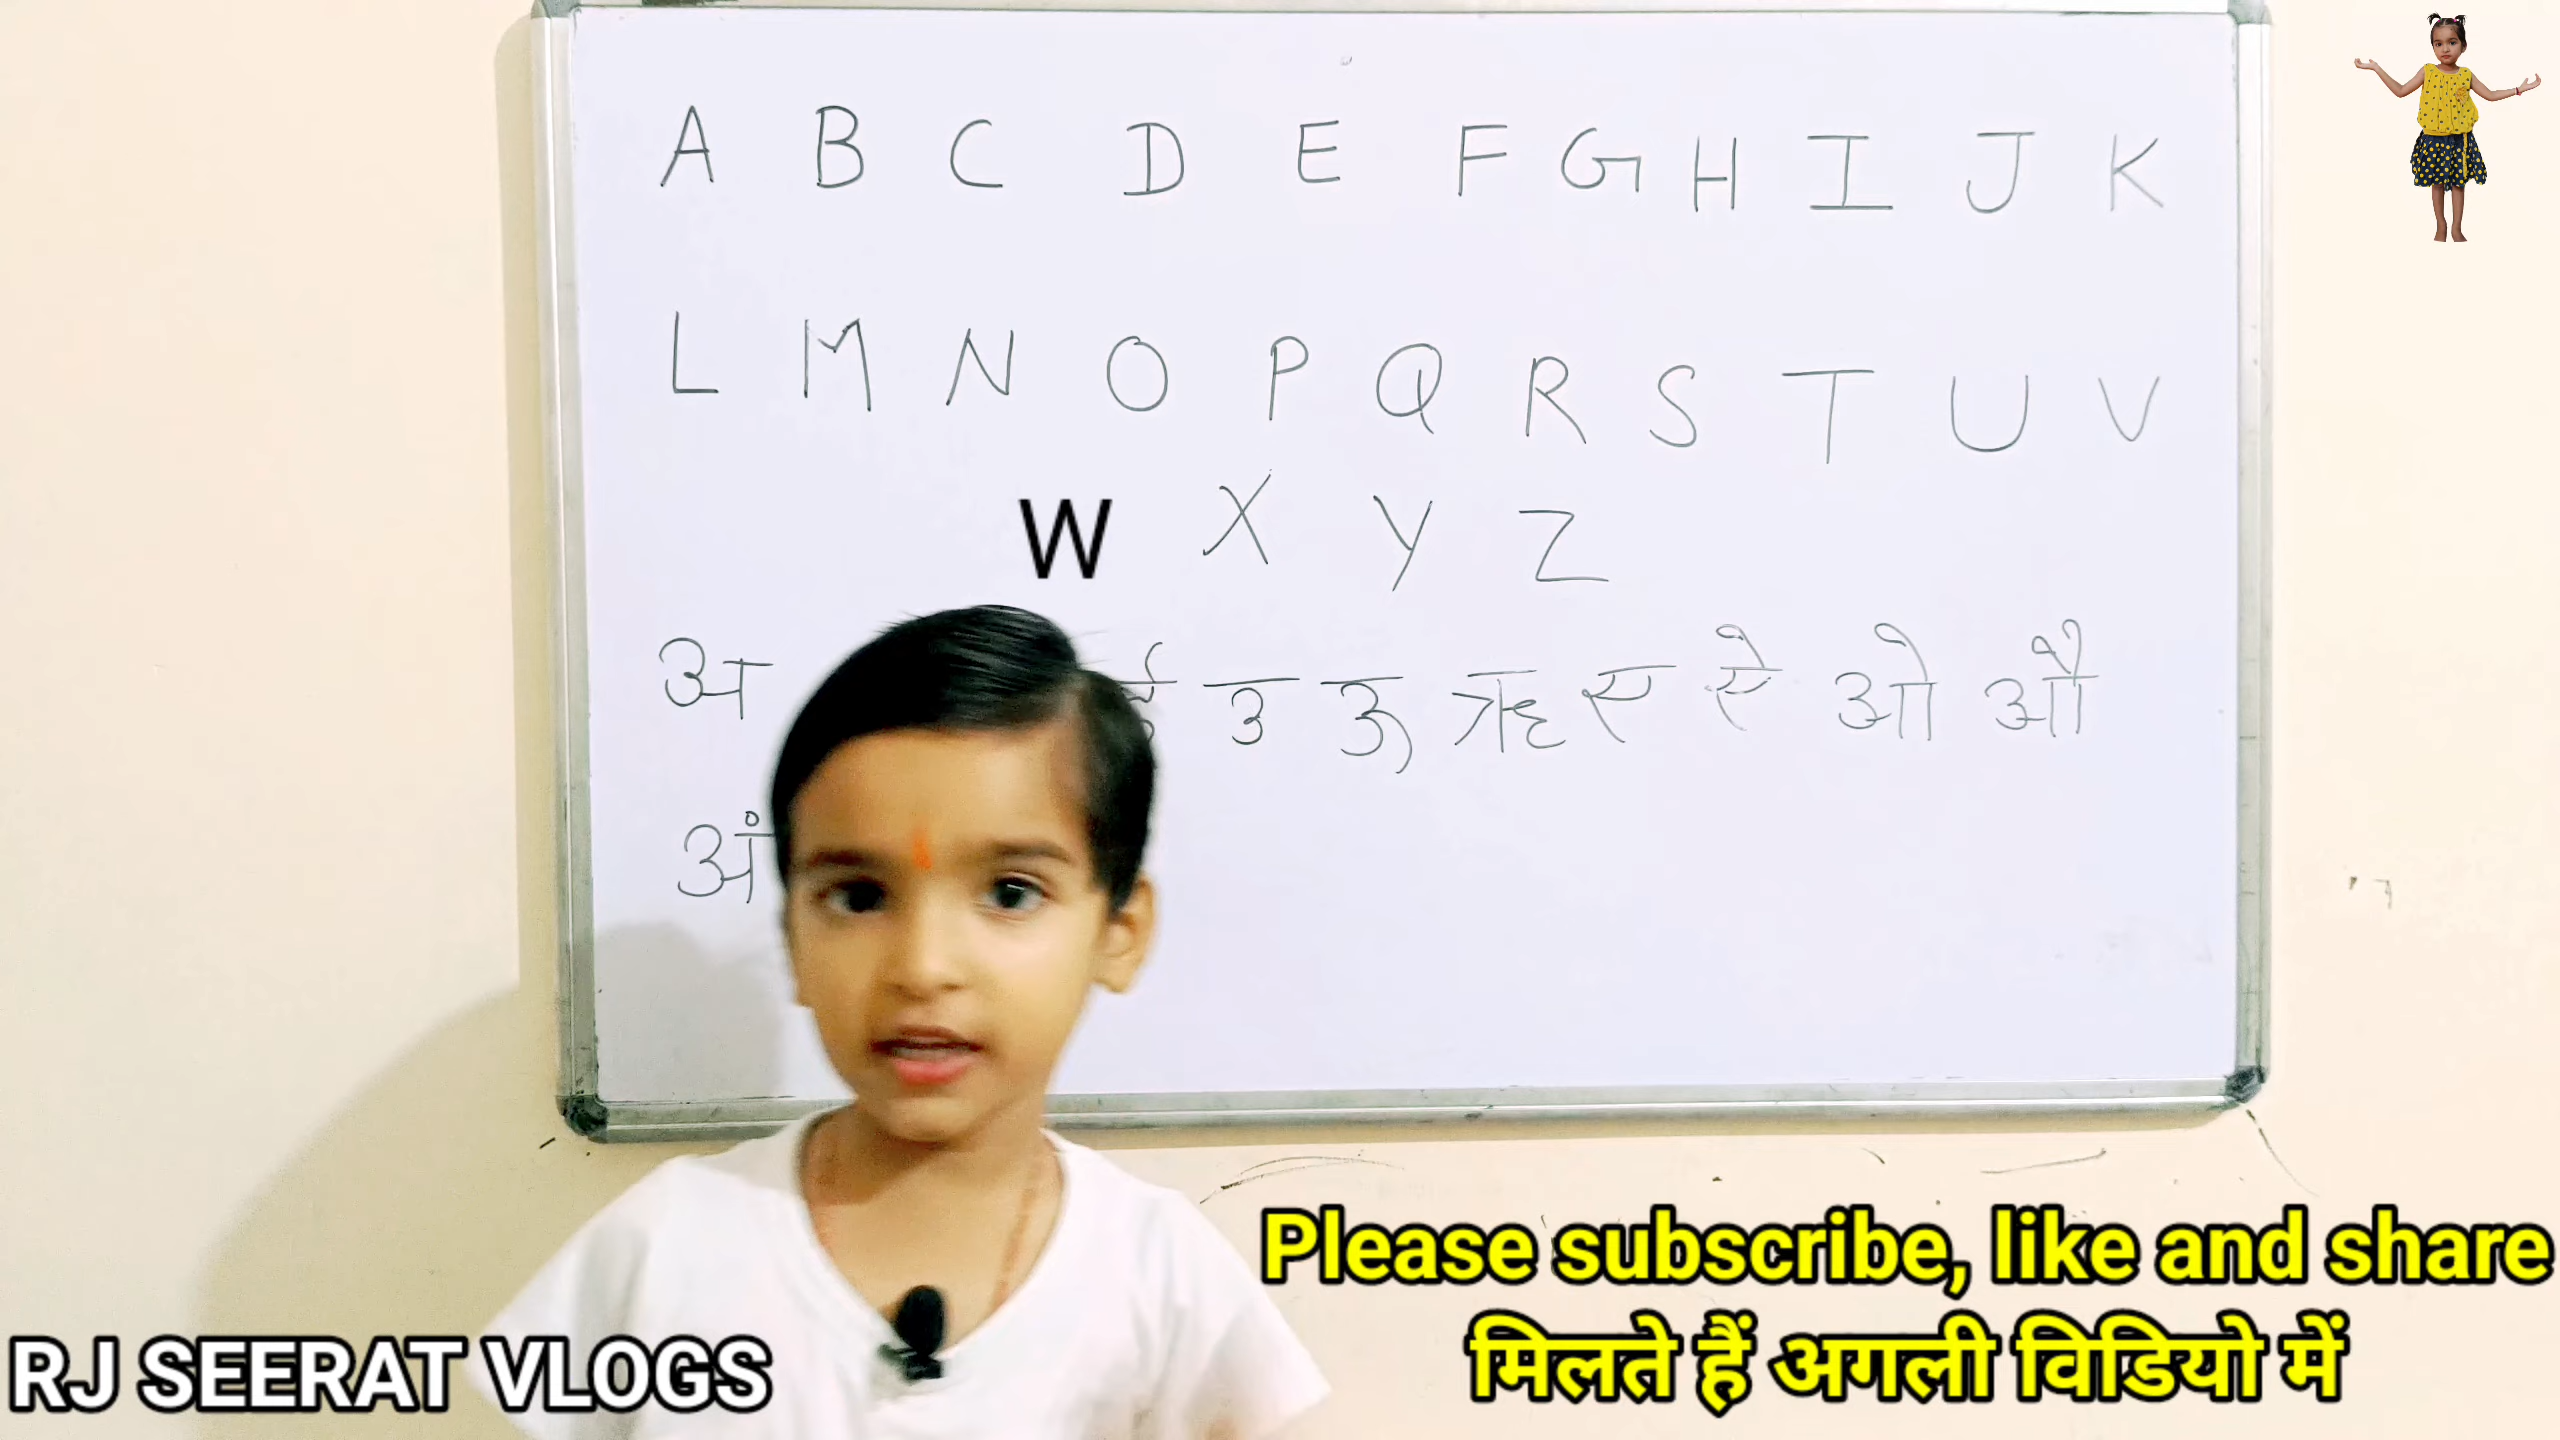 A B C D E F G H I J K
L M N O P Q R S T U V
W X Y Z
अ ई उ ऊ ऋ ए ऐ ओ औ
अं
Please subscribe, like and share
मिलते हैं अगली विडियो में
RJ SEERAT VLOGS